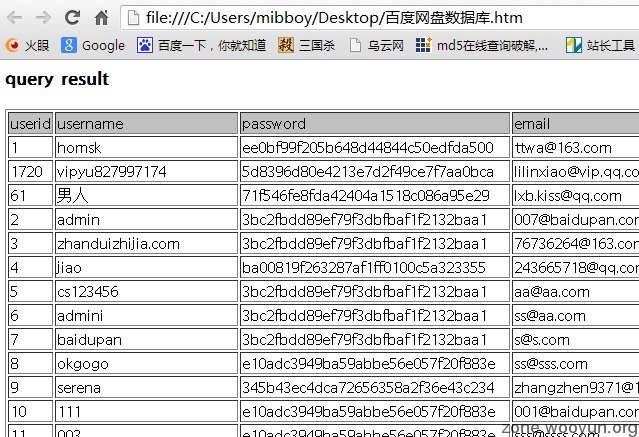 file:///C:/Users/mibboy/Desktop/百度网盘数据库.htm
火眼 Google 百度一下，你就知道 三国杀 乌云网 md5在线查询破解,... 站长工具
query result
userid username password email
1 hornsk ee0bf99f205b648d44844c50edfda500 ttwa@163.com
1720 vipyu827997174 5d8396d80e4213e7d2f49ce7f7aa0bca lilinxiao@vip.qq.co
61 男人 71f546fe8fda42404a1518c086a95e29 lxb.kiss@qq.com
2 admin 3bc2fbdd89ef79f3dbfbaf1f2132baa1 007@baidupan.com
3 zhanduizhijia.com 3bc2fbdd89ef79f3dbfbaf1f2132baa1 76736264@163.com
4 jiao ba00819f263287af1ff0100c5a323355 243665718@qq.co
5 cs123456 3bc2fbdd89ef79f3dbfbaf1f2132baa1 aa@aa.com
6 admini 3bc2fbdd89ef79f3dbfbaf1f2132baa1 ss@aa.com
7 baidupan 3bc2fbdd89ef79f3dbfbaf1f2132baa1 s@s.com
8 okgogo e10adc3949ba59abbe56e057f20f883e ss@sss.com
9 serena 345b43ec4dca72656358a2f36e43c234 zhangzhen9371@1
10 111 e10adc3949ba59abbe56e057f20f883e 001@baidupan.com
11 003 e10adc3949ba59abbe56e057f20f883e
zone.wooyun.org